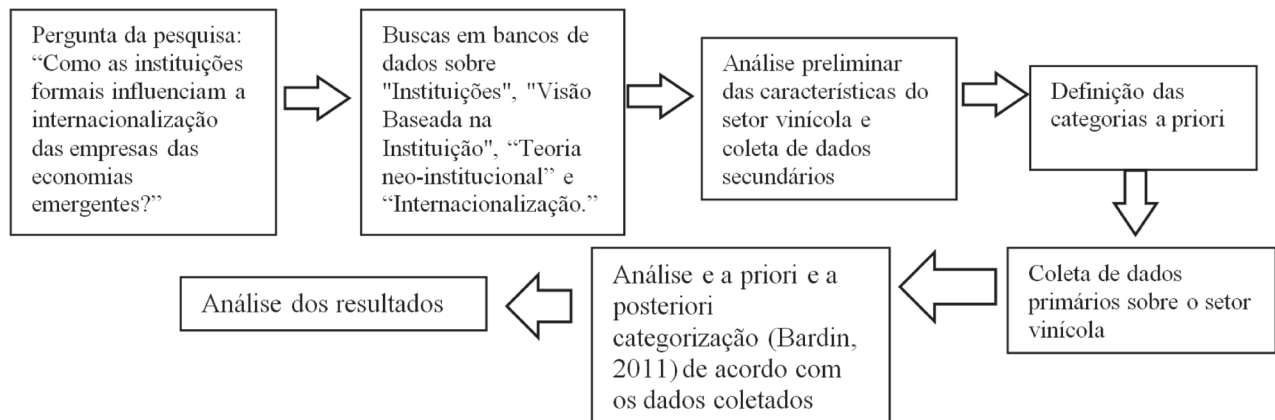 Pergunta da pesquisa:
“Como as instituições
formais influenciam a
internacionalização
das empresas das
economias
emergentes?”
Buscas em bancos de
dados sobre
"Instituições", "Visão
Baseada na
Instituição", “Teoria
neo-institucional” e
“Internacionalização.”
Análise preliminar
das características do
setor vinícola e
coleta de dados
secundários
Definição das
categorias a priori
Coleta de dados
primários sobre o setor
vinícola
Análise e a priori e a
posteriori
categorização (Bardin,
2011) de acordo com
os dados coletados
Análise dos resultados